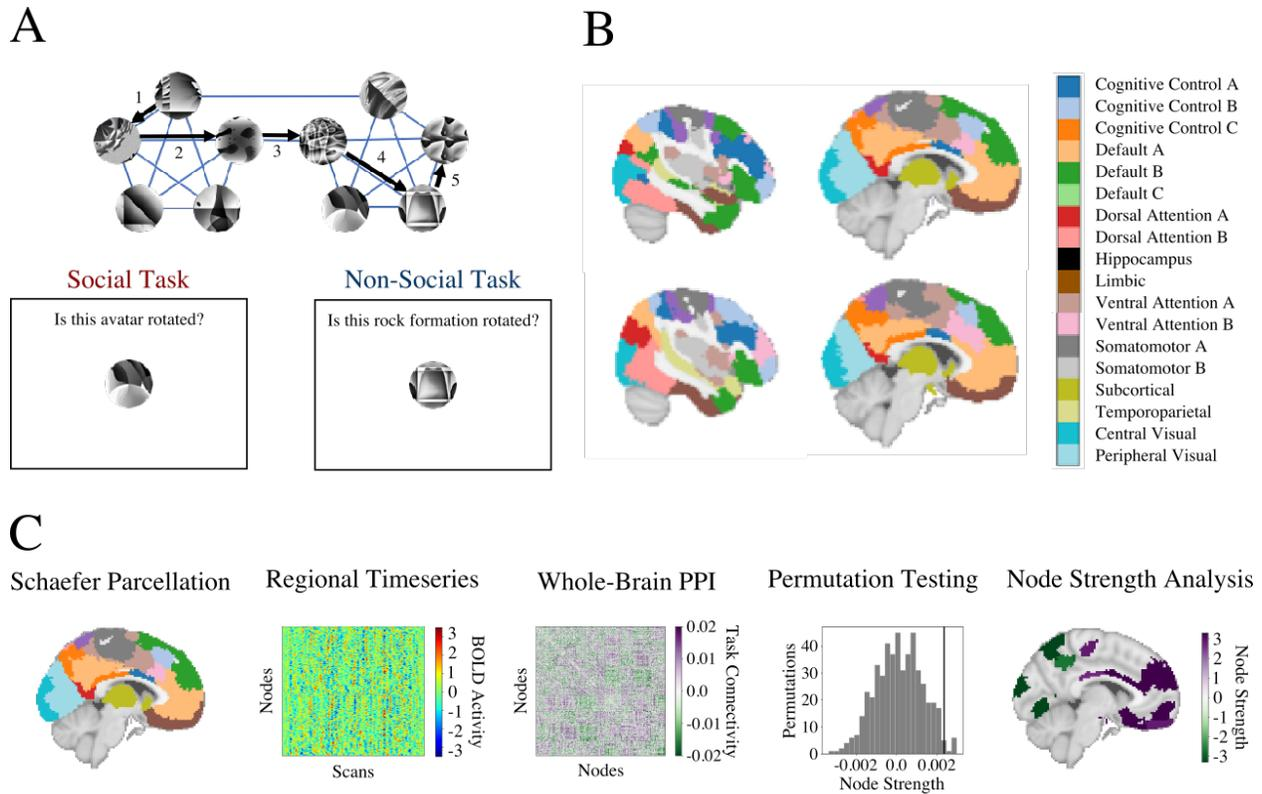 A
1
2
3
4
5
Social Task
Is this avatar rotated?
Non-Social Task
Is this rock formation rotated?
B
Cognitive Control A
Cognitive Control B
Cognitive Control C
Default A
Default B
Default C
Dorsal Attention A
Dorsal Attention B
Hippocampus
Limbic
Ventral Attention A
Ventral Attention B
Somatomotor A
Somatomotor B
Subcortical
Temporoparietal
Central Visual
Peripheral Visual
C
Schaefer Parcellation
Regional Timeseries
Nodes
Scans
3
2
1
0
-1
-2
-3
BOLD Activity
Whole-Brain PPI
Nodes
Nodes
0.02
0.01
0.0
-0.01
-0.02
Task Connectivity
Permutation Testing
Permutations
40
30
20
10
0
-0.002 0.0 0.002
Node Strength
Node Strength Analysis
3
2
1
0
-1
-2
-3
Node Strength